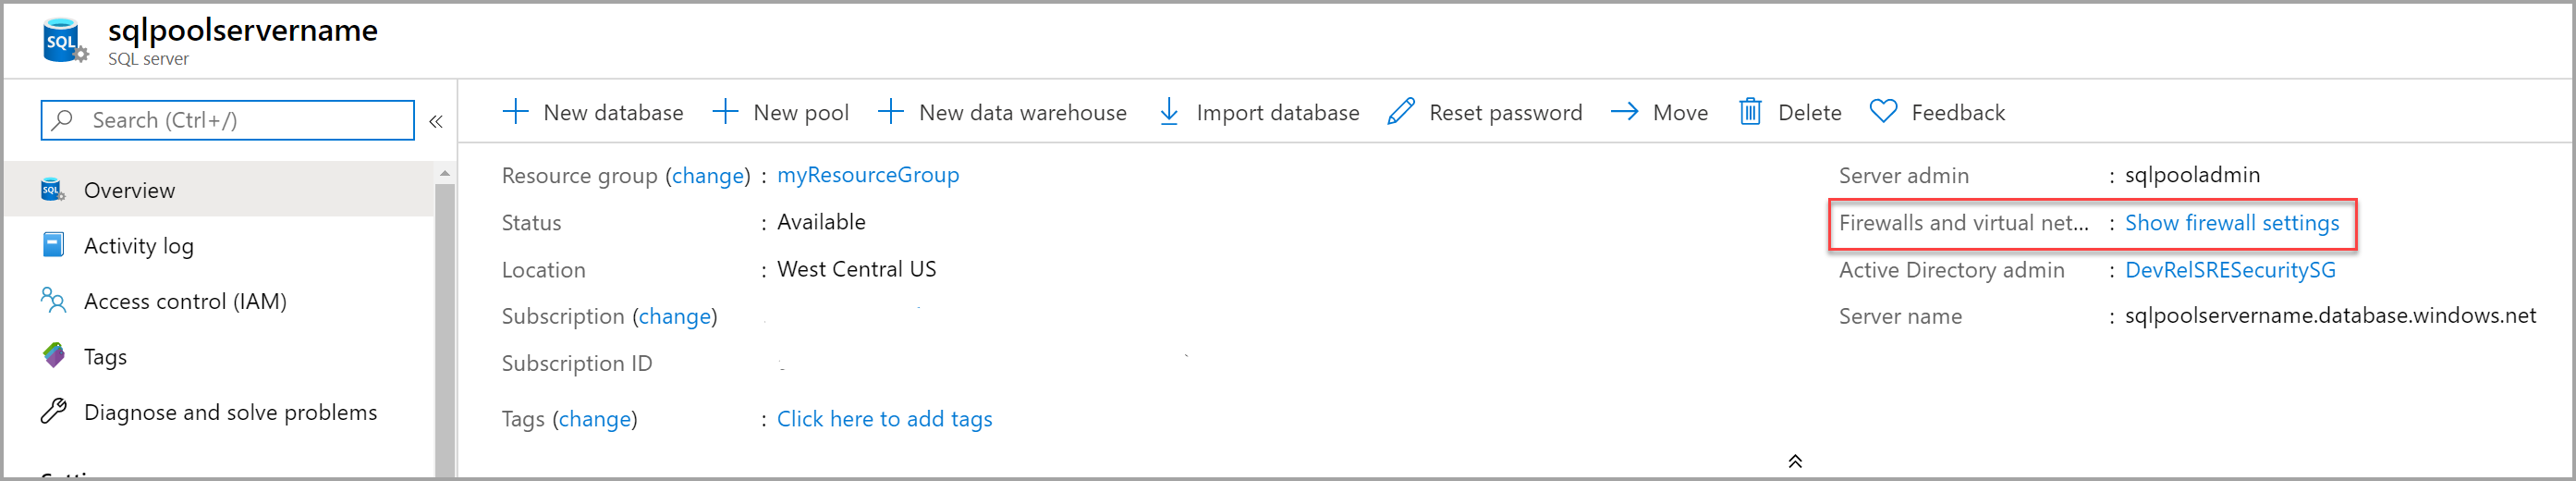 sqlpoolservername
SQL server
Search (Ctrl+/)
Overview
Activity log
Access control (IAM)
Tags
Diagnose and solve problems
New database New pool New data warehouse Import database Reset password Move Delete Feedback
Resource group (change) : myResourceGroup
Status : Available
Location : West Central US
Subscription (change)
Subscription ID
Tags (change) : Click here to add tags
Server admin : sqlpooladmin
Firewalls and virtual net... : Show firewall settings
Active Directory admin : DevRelSRESecuritySG
Server name : sqlpoolservername.database.windows.net